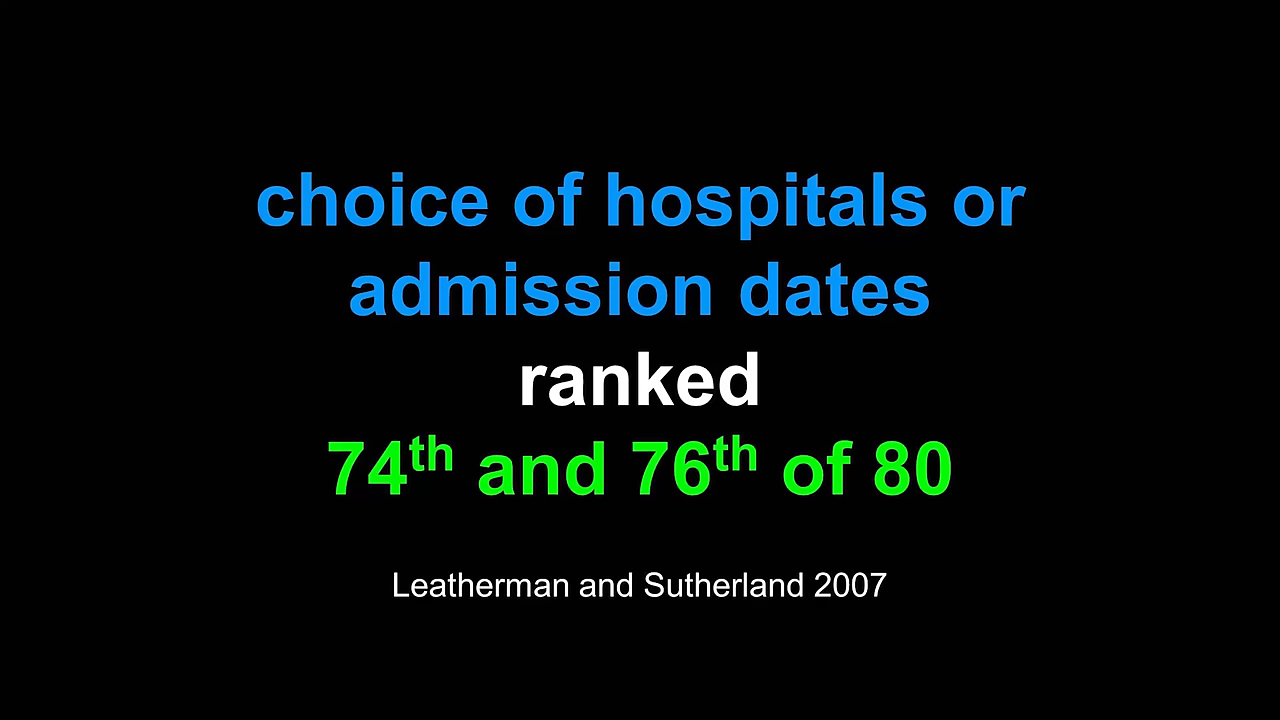 choice of hospitals or
admission dates
ranked
74th and 76th of 80
Leatherman and Sutherland 2007